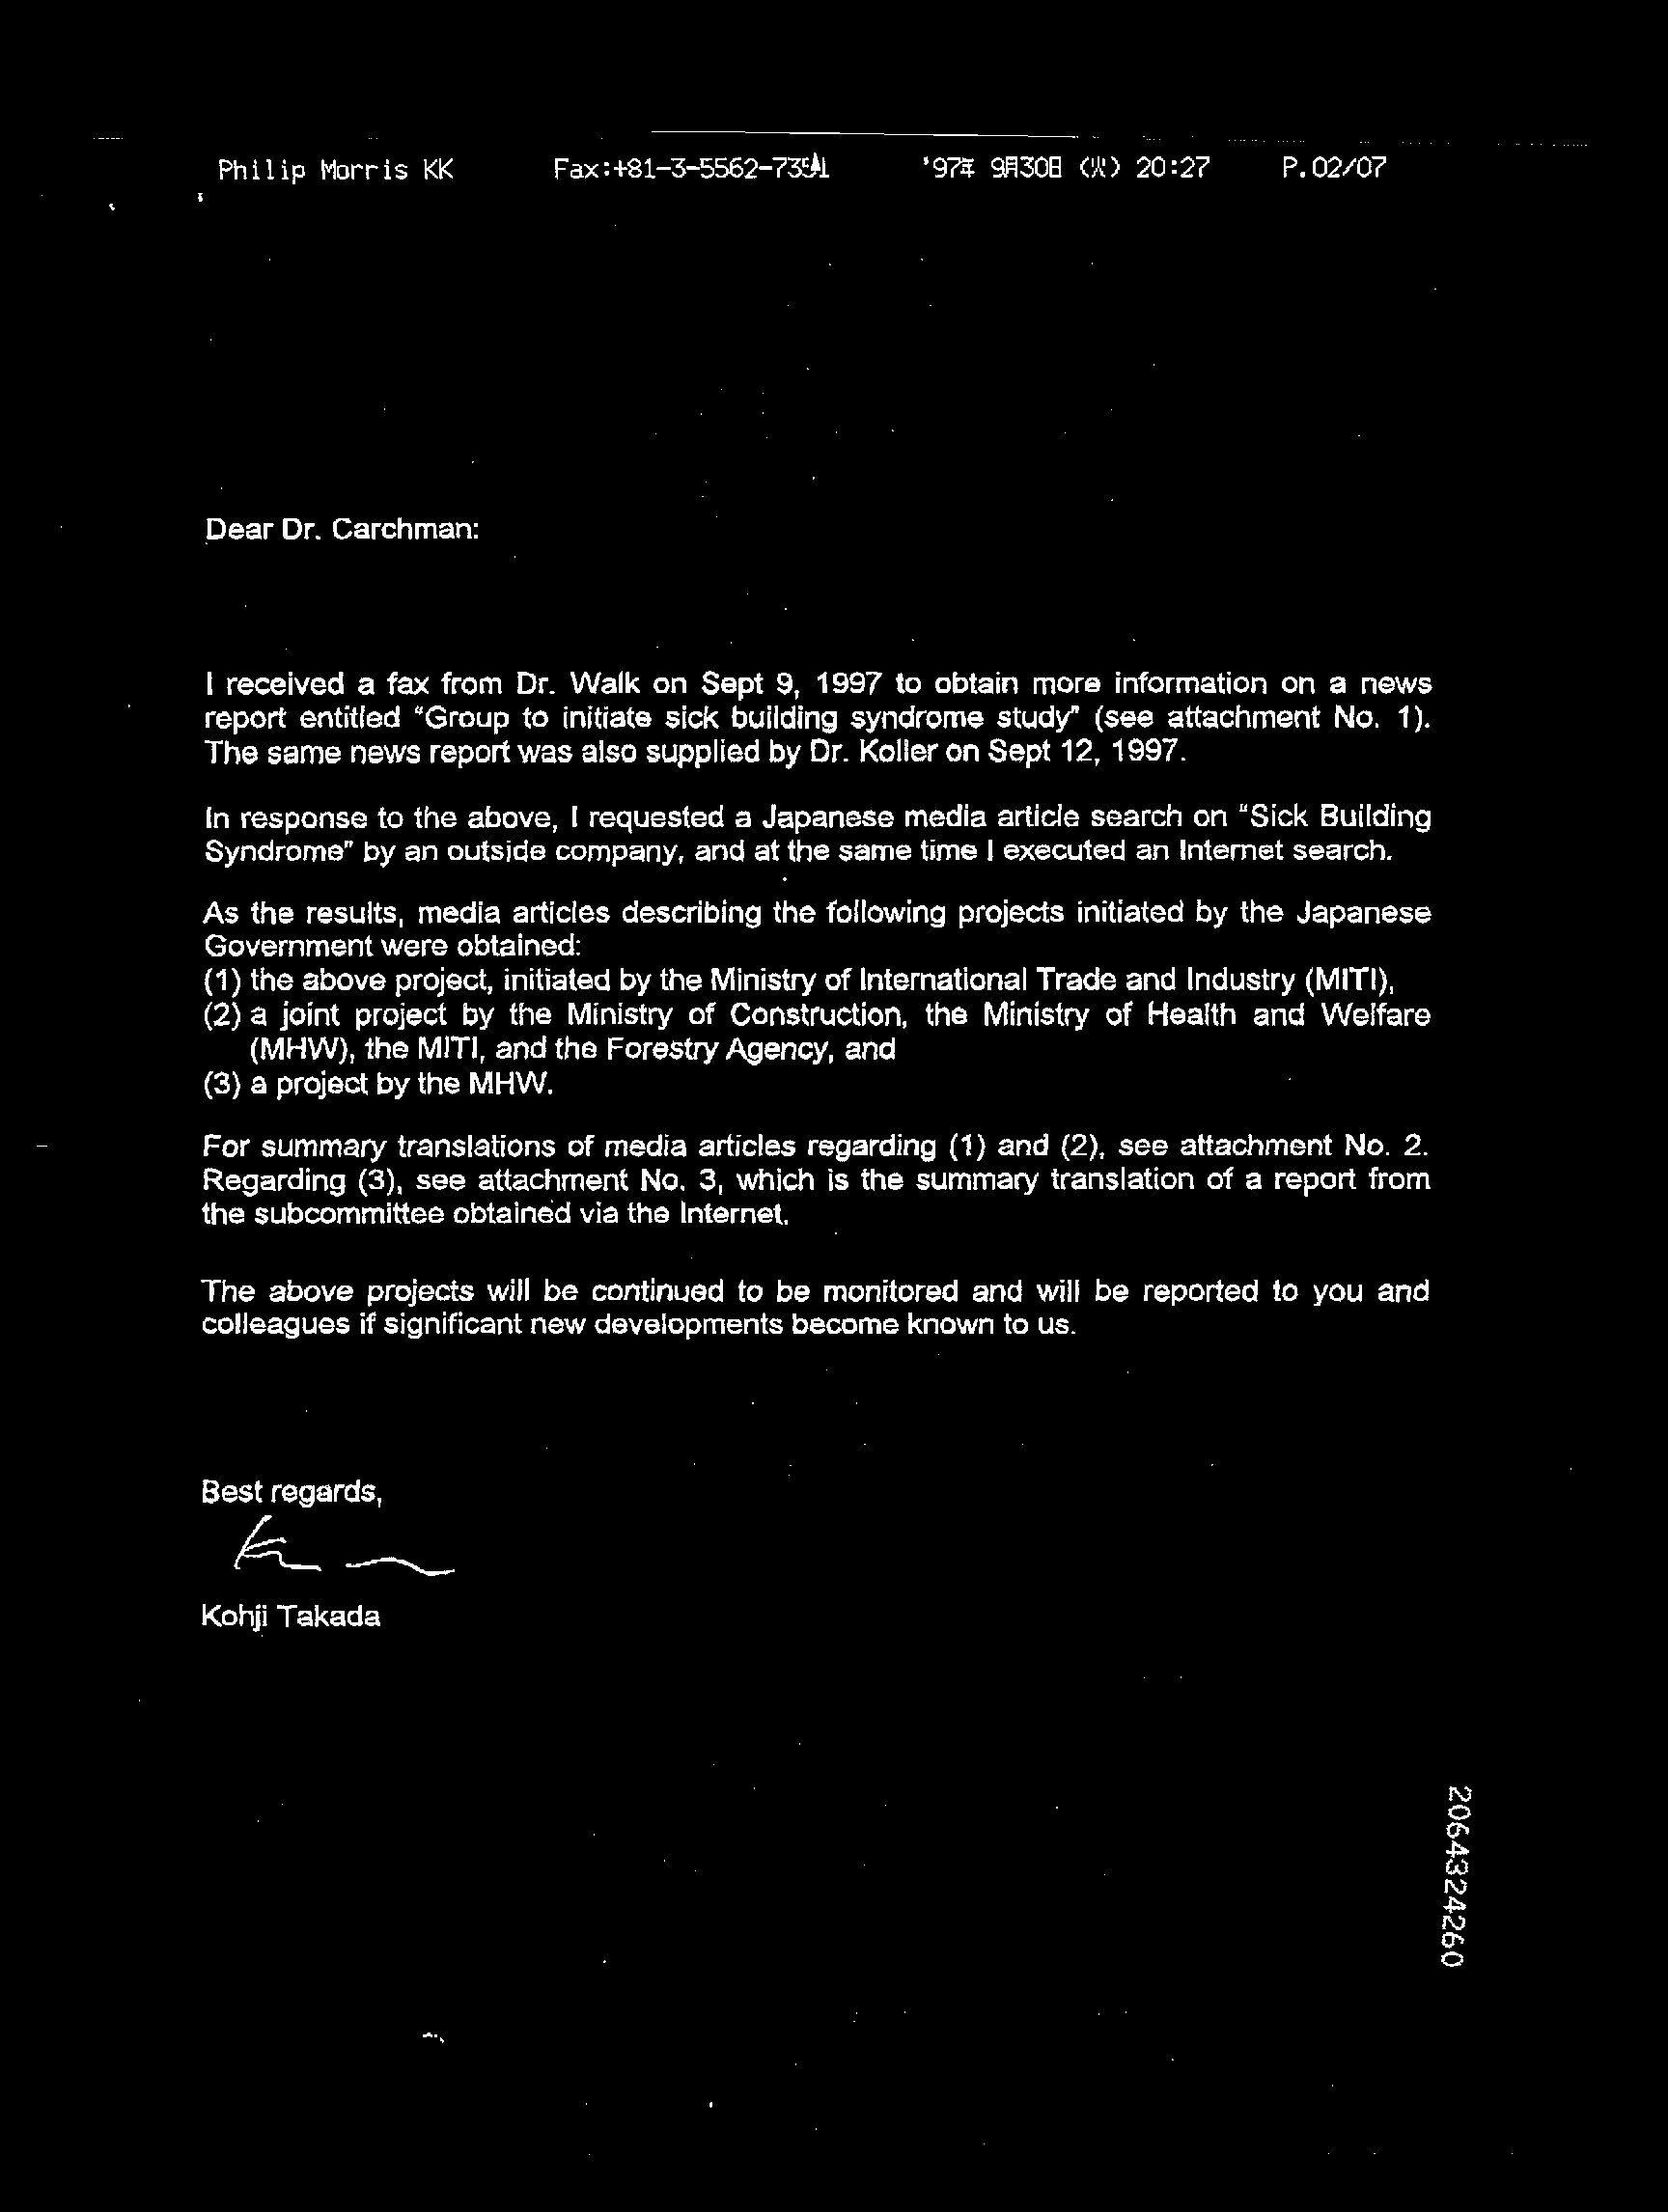 Philip Morris KK Fax:+81-3-5562-7351 '97年 9月30日 (火) 20:27 P.02/07
Dear Dr. Carchman:
I received a fax from Dr. Walk on Sept 9, 1997 to obtain more information on a news
report entitled "Group to initiate sick building syndrome study" (see attachment No. 1).
The same news report was also supplied by Dr. Koller on Sept 12, 1997.
In response to the above, I requested a Japanese media article search on "Sick Building
Syndrome" by an outside company, and at the same time I executed an Internet search.
As the results, media articles describing the following projects initiated by the Japanese
Government were obtained:
(1) the above project, initiated by the Ministry of International Trade and Industry (MITI),
(2) a joint project by the Ministry of Construction, the Ministry of Health and Welfare
(MHW), the MITI, and the Forestry Agency, and
(3) a project by the MHW.
For summary translations of media articles regarding (1) and (2), see attachment No. 2.
Regarding (3), see attachment No. 3, which is the summary translation of a report from
the subcommittee obtained via the Internet.
The above projects will be continued to be monitored and will be reported to you and
colleagues if significant new developments become known to us.
Best regards,
Kohji Takada
2064324260